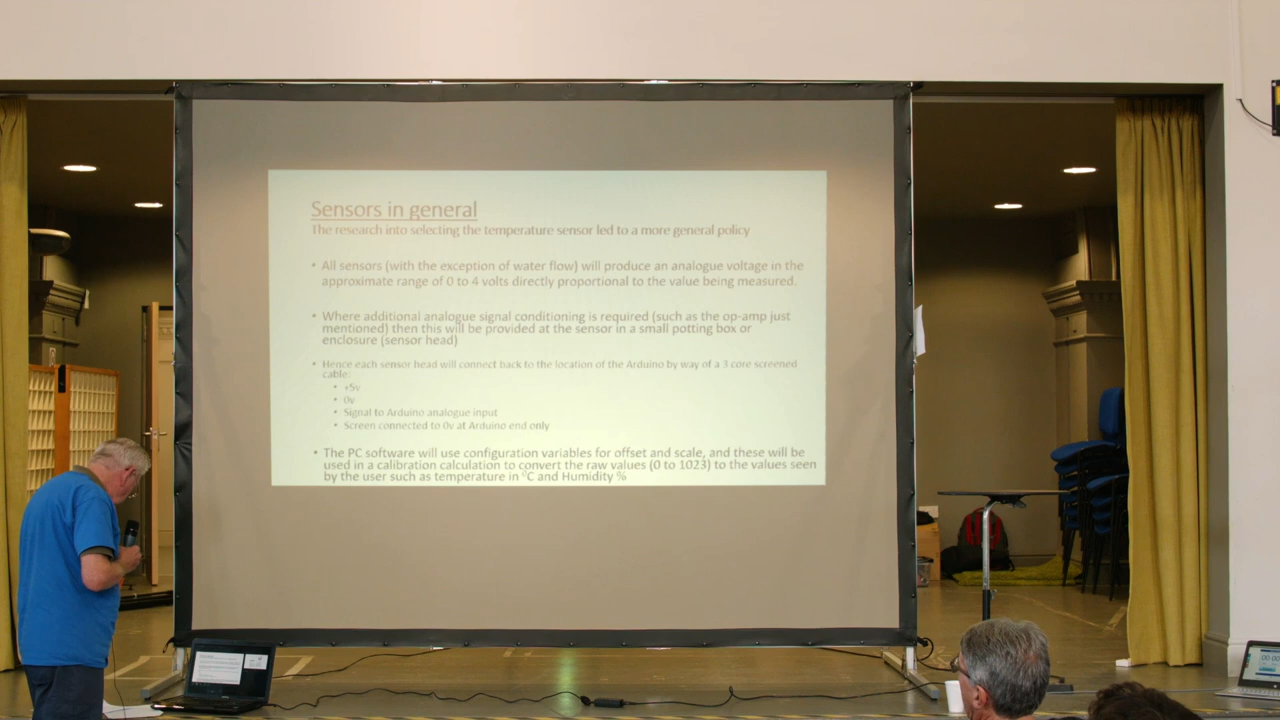 Sensors in general
The research into selecting the temperature sensor led to a more general policy
• All sensors (with the exception of water flow) will produce an analogue voltage in the
approximate range of 0 to 4 volts directly proportional to the value being measured.
• Where additional analogue signal conditioning is required (such as the op-amp just
mentioned) then this will be provided at the sensor in a small potting box or
enclosure (sensor head)
• Hence each sensor head will connect back to the location of the Arduino by way of a 3 core screened
cable:
• +5v
• 0v
• Signal to Arduino analogue input
• Screen connected to 0v at Arduino end only
• The PC software will use configuration variables for offset and scale, and these will be
used in a calibration calculation to convert the raw values (0 to 1023) to the values seen
by the user such as temperature in °C and Humidity %